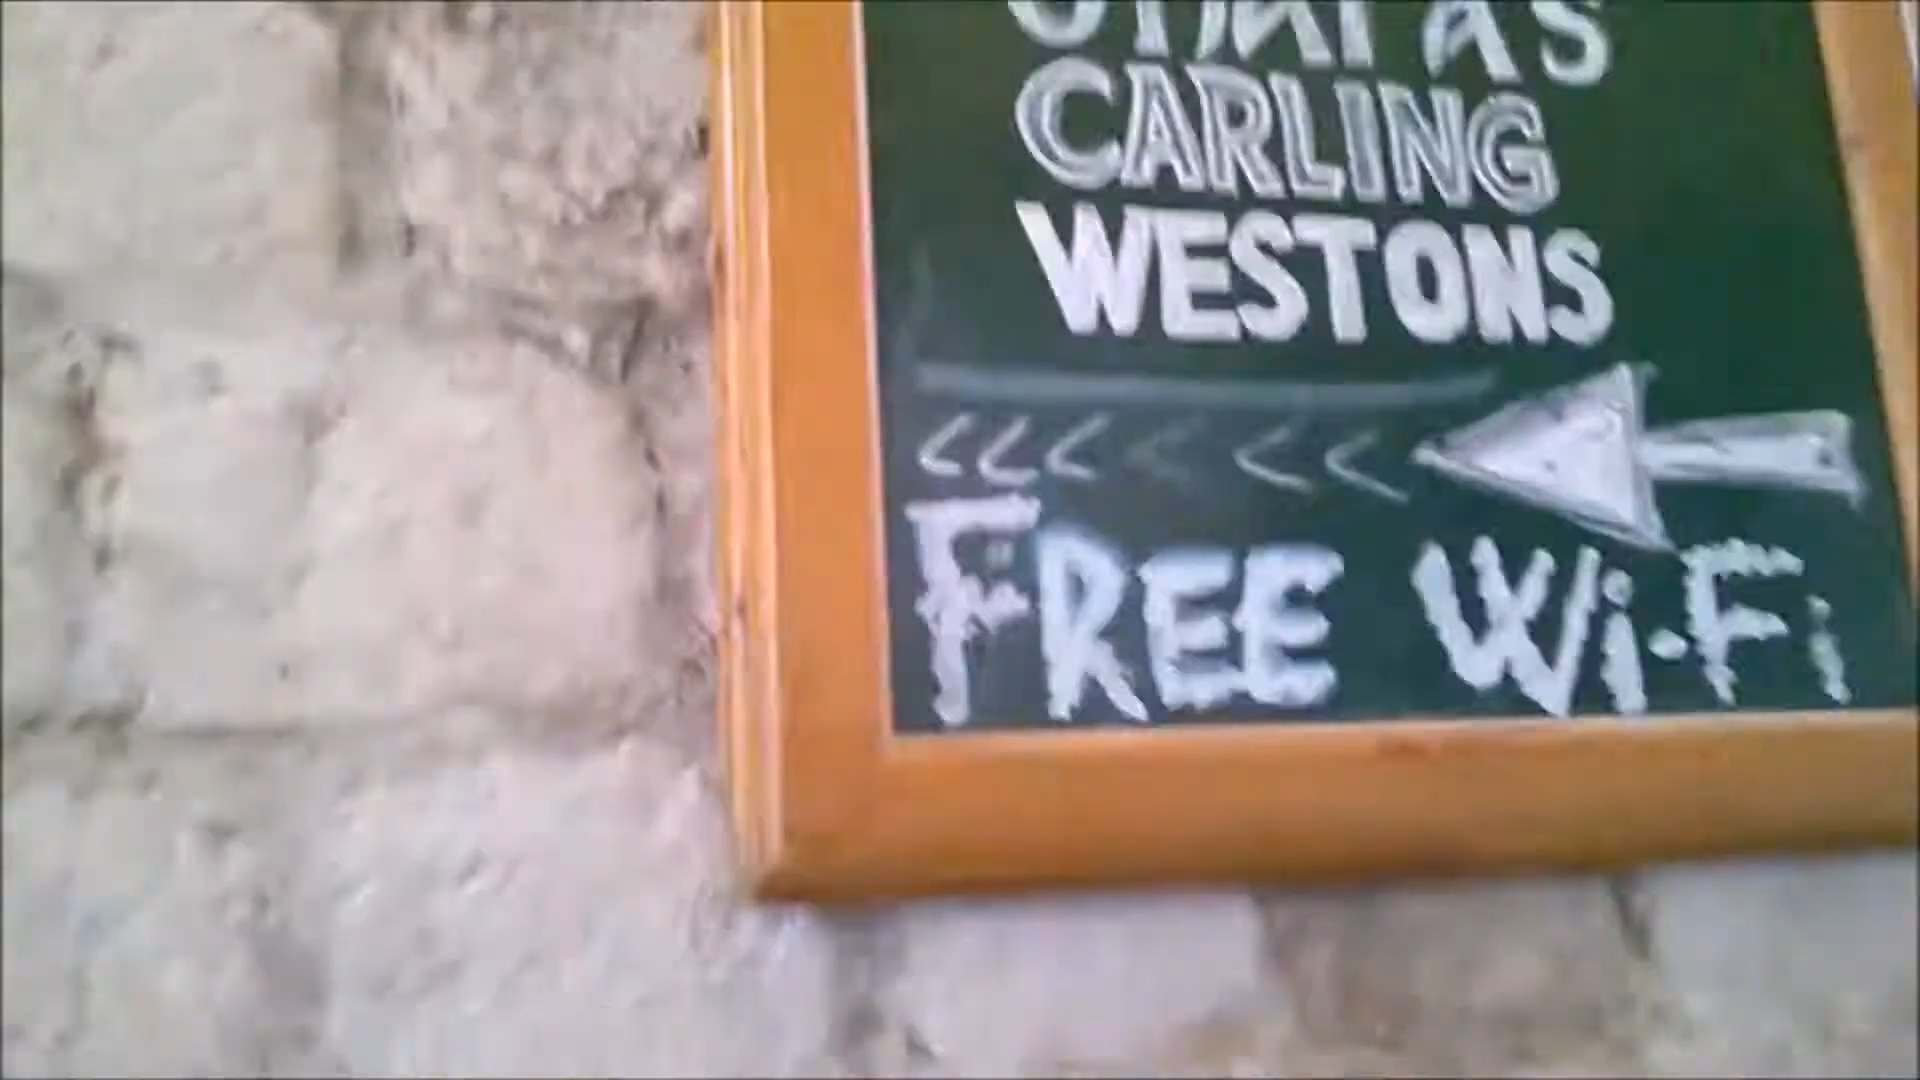 CARLING
WESTONS
<<< < < <
FREE Wi-Fi